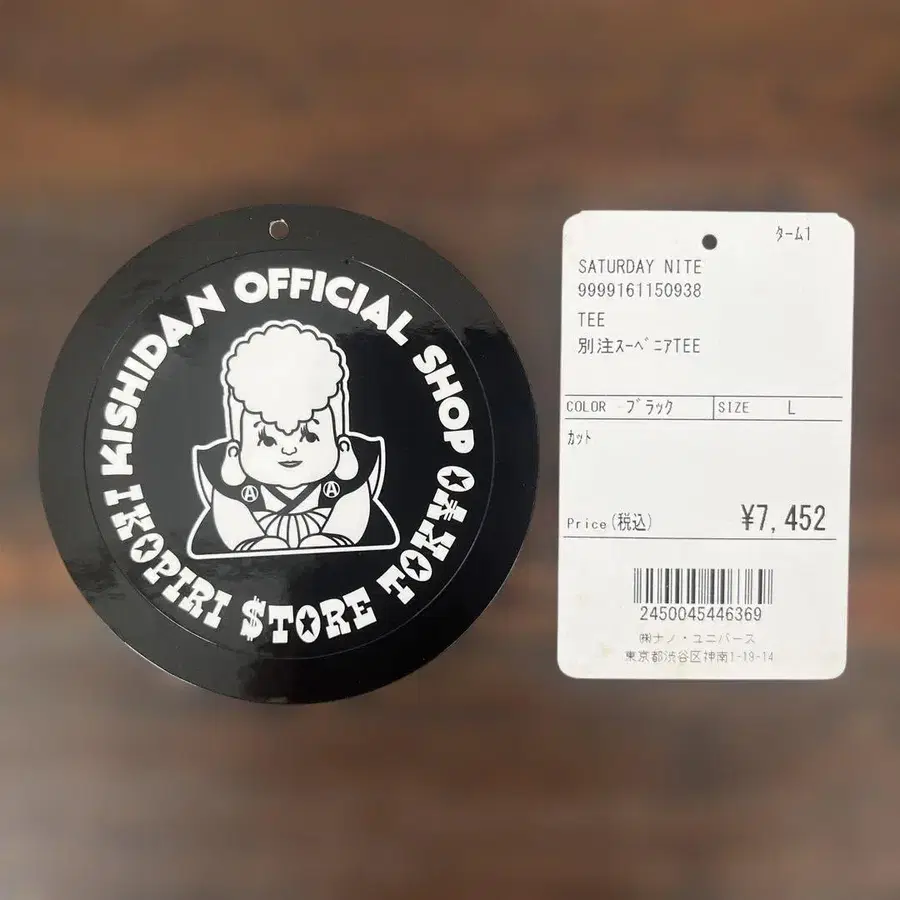 KISHIDAN OFFICIAL SHOP
KIKOPIRI $TORE TOKYO
Ⓐ Ⓐ
ターム1
SATURDAY NITE
9999161150938
TEE
別注スーベニアTEE
COLOR ブラック SIZE L
カット
Price(税込) ¥7,452
2450045446369
㈱ナノ・ユニバース
東京都渋谷区神南1-19-14